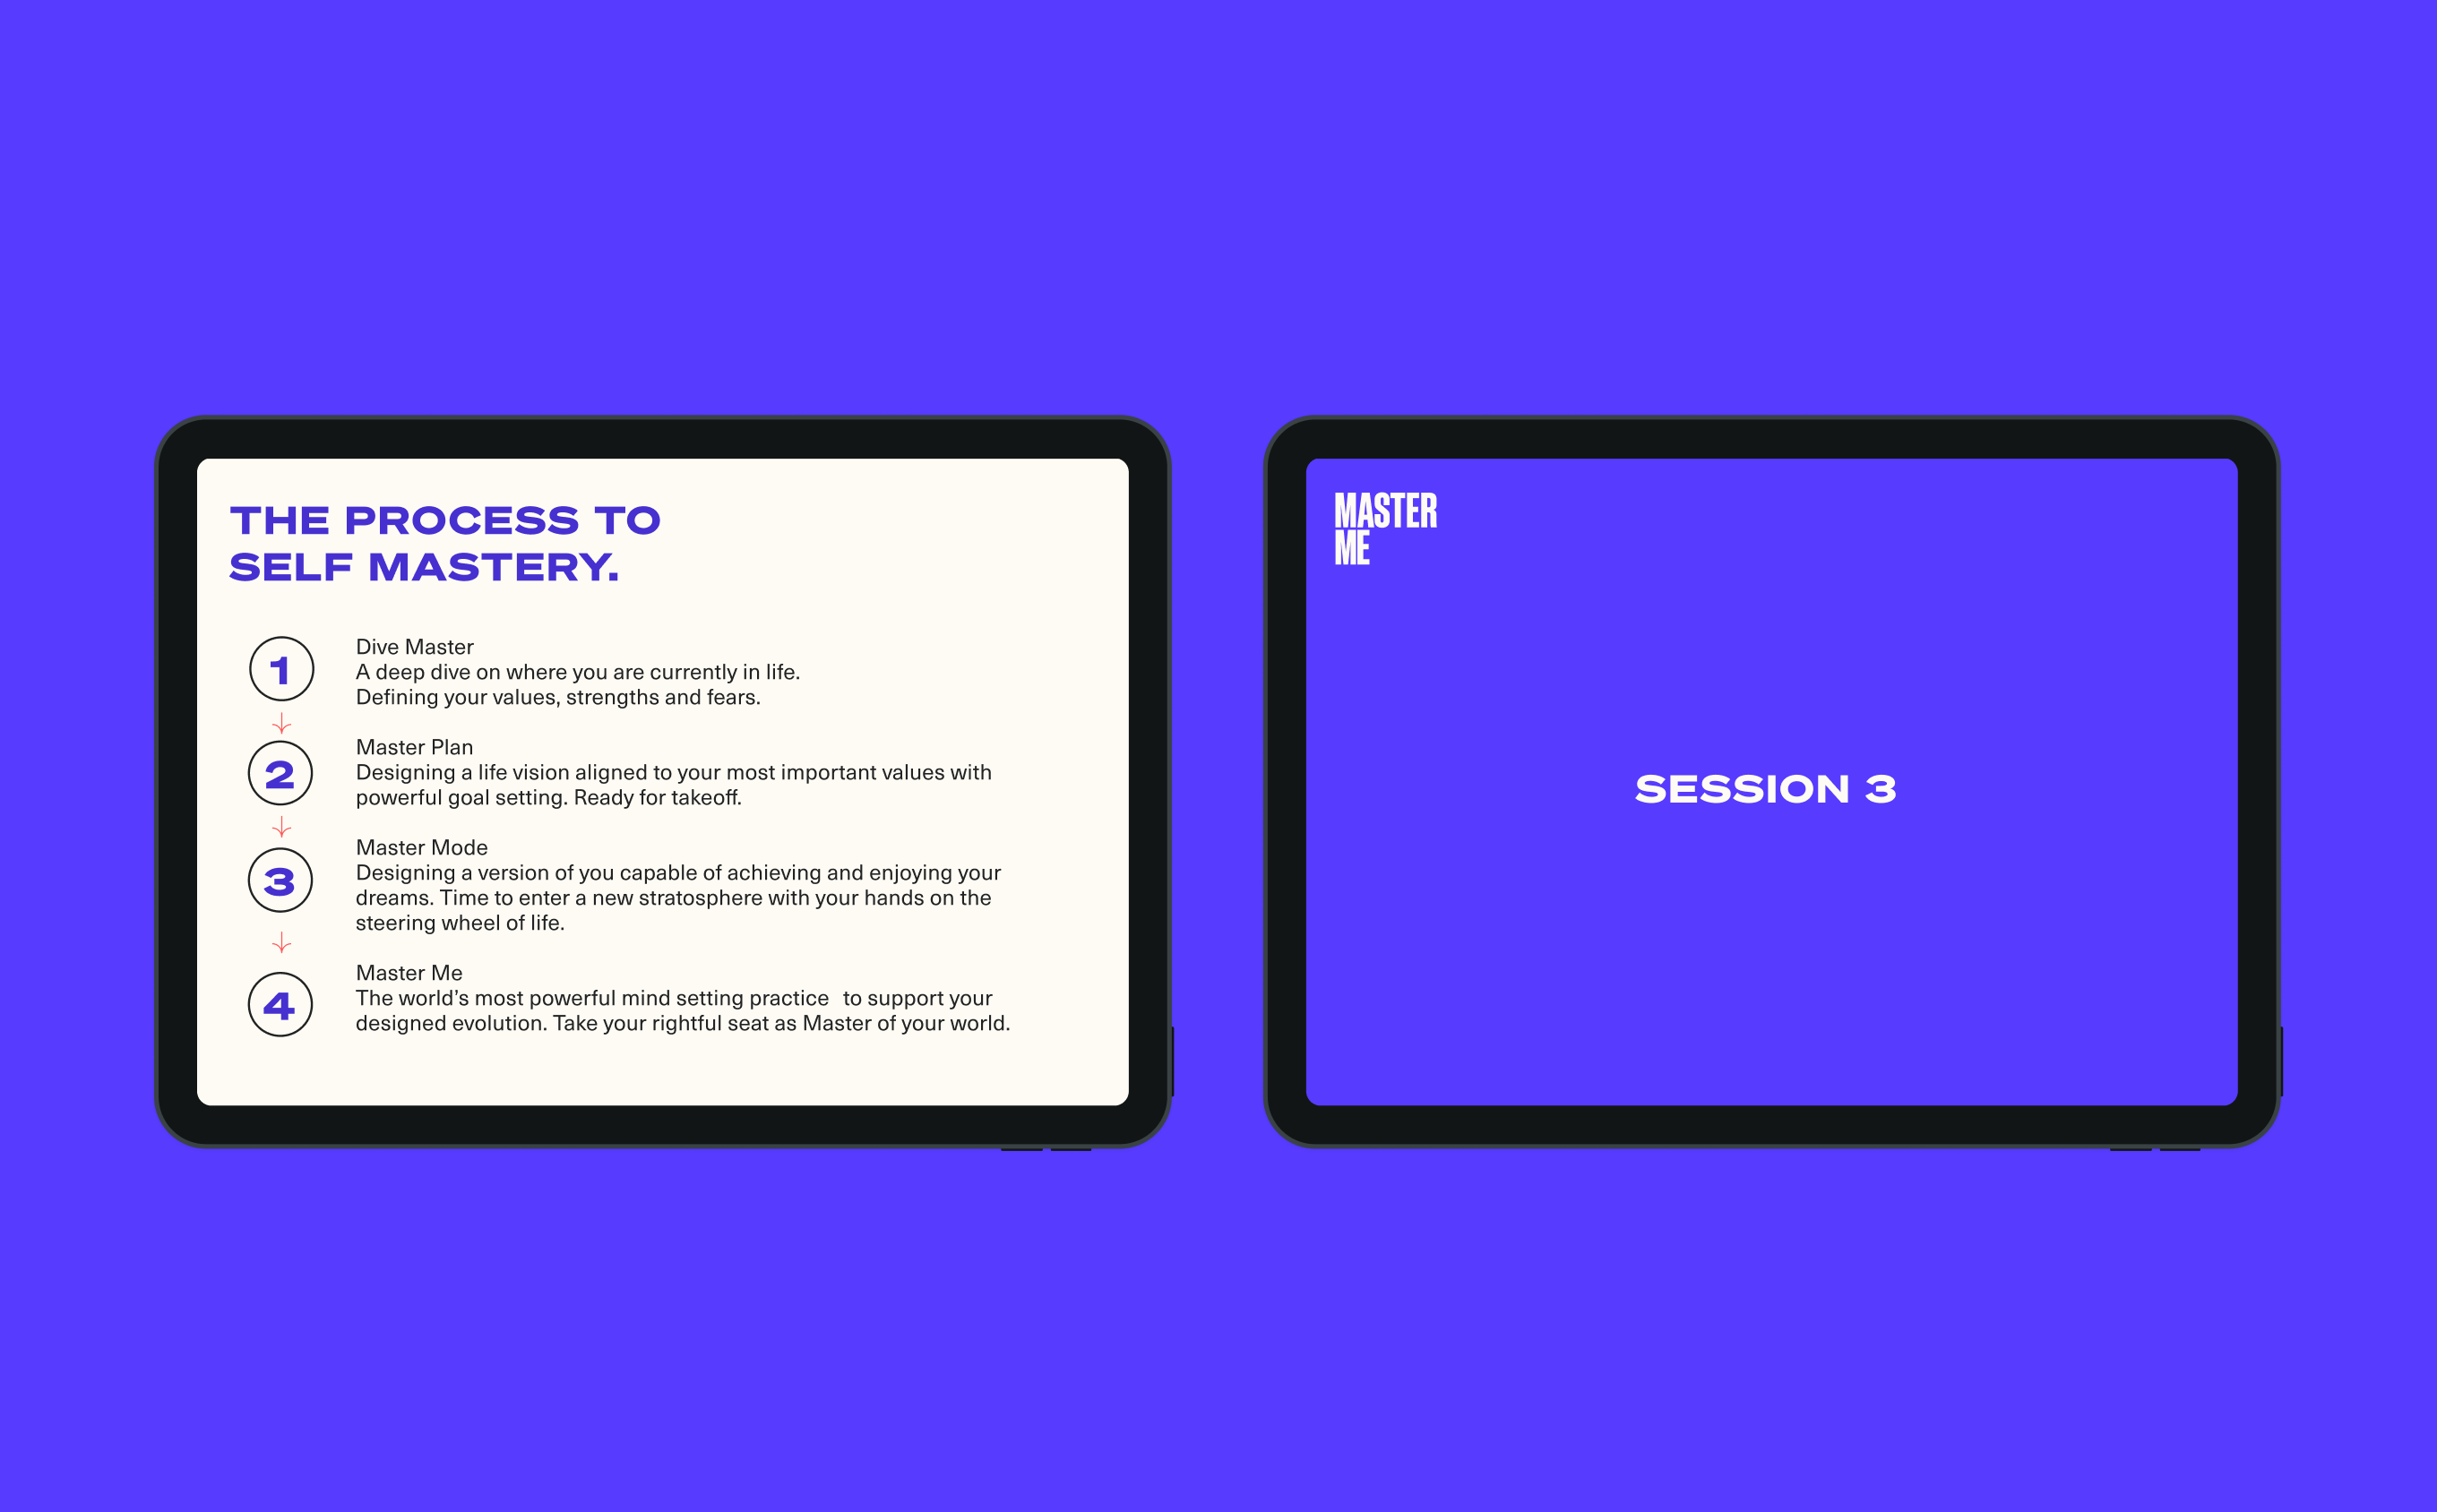 THE PROCESS TO
SELF MASTERY.
1
Dive Master
A deep dive on where you are currently in life.
Defining your values, strengths and fears.
2
Master Plan
Designing a life vision aligned to your most important values with
powerful goal setting. Ready for takeoff.
3
Master Mode
Designing a version of you capable of achieving and enjoying your
dreams. Time to enter a new stratosphere with your hands on the
steering wheel of life.
4
Master Me
The world’s most powerful mind setting practice  to support your
designed evolution. Take your rightful seat as Master of your world.
MASTER
ME
SESSION 3